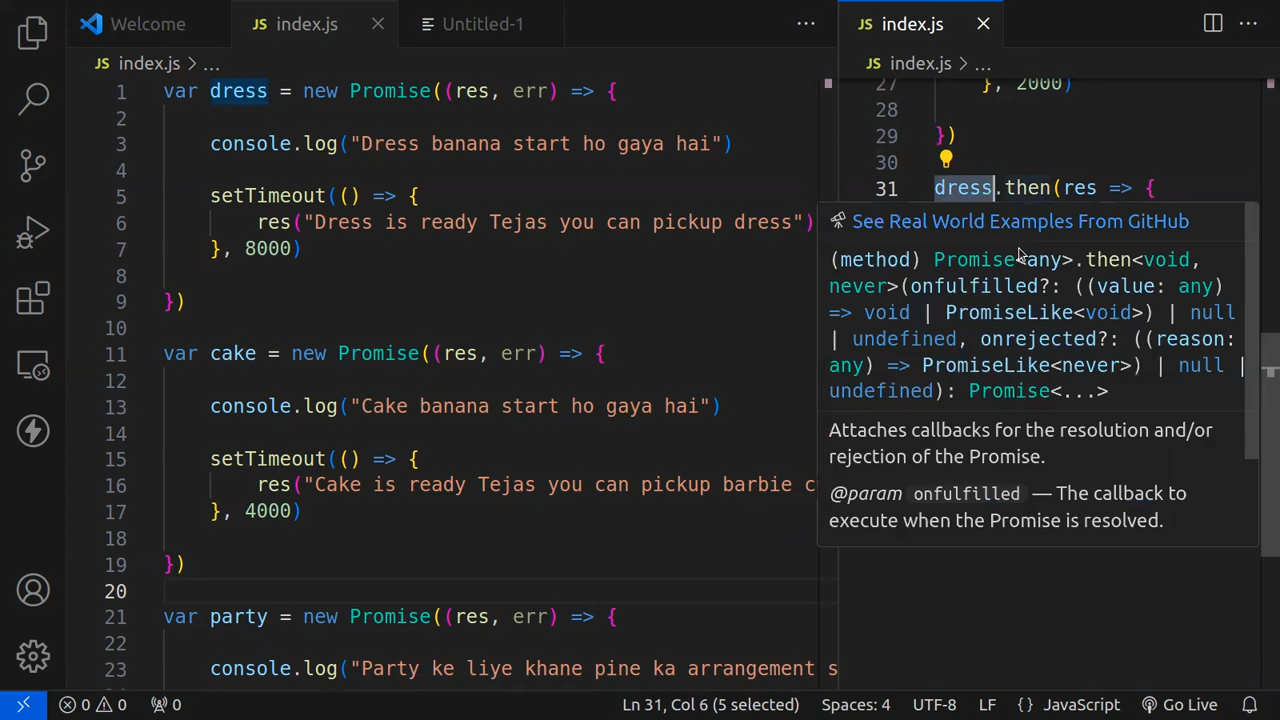 Welcome
JS index.js
Untitled-1
JS index.js > ...
1 var dress = new Promise((res, err) => {
2
3 console.log("Dress banana start ho gaya hai")
4
5 setTimeout(() => {
6 res("Dress is ready Tejas you can pickup dress")
7 }, 8000)
8
9 })
10
11 var cake = new Promise((res, err) => {
12
13 console.log("Cake banana start ho gaya hai")
14
15 setTimeout(() => {
16 res("Cake is ready Tejas you can pickup barbie c
17 }, 4000)
18
19 })
20
21 var party = new Promise((res, err) => {
22
23 console.log("Party ke liye khane pine ka arrangement s
JS index.js
JS index.js > ...
27 }, 2000)
28
29 })
30
31 dress.then(res => {
See Real World Examples From GitHub
(method) Promise<any>.then<void,
never>(onfulfilled?: ((value: any)
=> void | PromiseLike<void>) | null
| undefined, onrejected?: ((reason:
any) => PromiseLike<never>) | null |
undefined): Promise<...>
Attaches callbacks for the resolution and/or
rejection of the Promise.
@param onfulfilled — The callback to
execute when the Promise is resolved.
0 0 0 Ln 31, Col 6 (5 selected) Spaces: 4 UTF-8 LF {} JavaScript Go Live